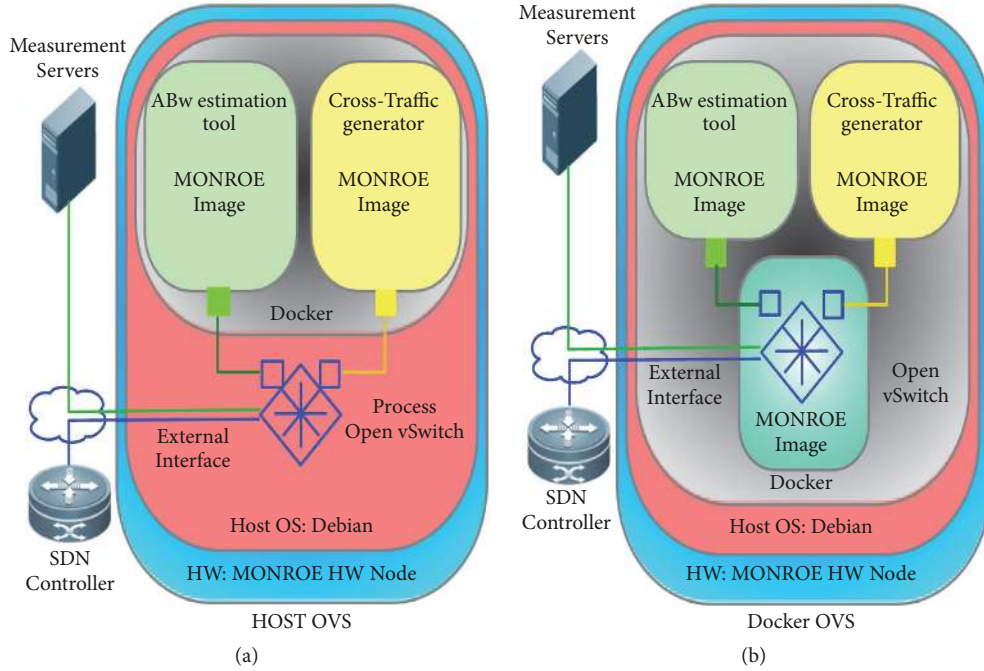 Measurement
Servers
ABw estimation
tool
MONROE
Image
Cross-Traffic
generator
MONROE
Image
Docker
Process
Open vSwitch
External
Interface
SDN
Controller
Host OS: Debian
HW: MONROE HW Node
HOST OVS
(a)
Measurement
Servers
ABw estimation
tool
MONROE
Image
Cross-Traffic
generator
MONROE
Image
External
Interface
Open
vSwitch
MONROE
Image
Docker
SDN
Controller
Host OS: Debian
HW: MONROE HW Node
Docker OVS
(b)